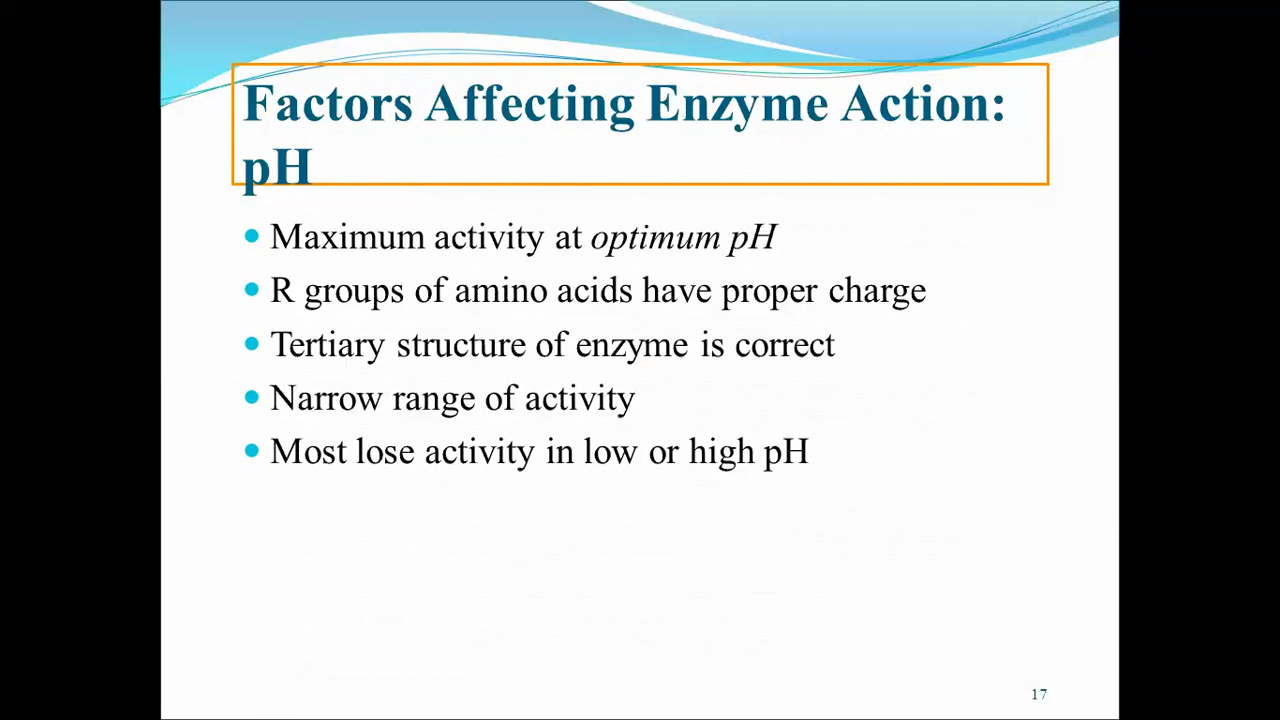 Factors Affecting Enzyme Action:
pH
• Maximum activity at optimum pH
• R groups of amino acids have proper charge
• Tertiary structure of enzyme is correct
• Narrow range of activity
• Most lose activity in low or high pH
17